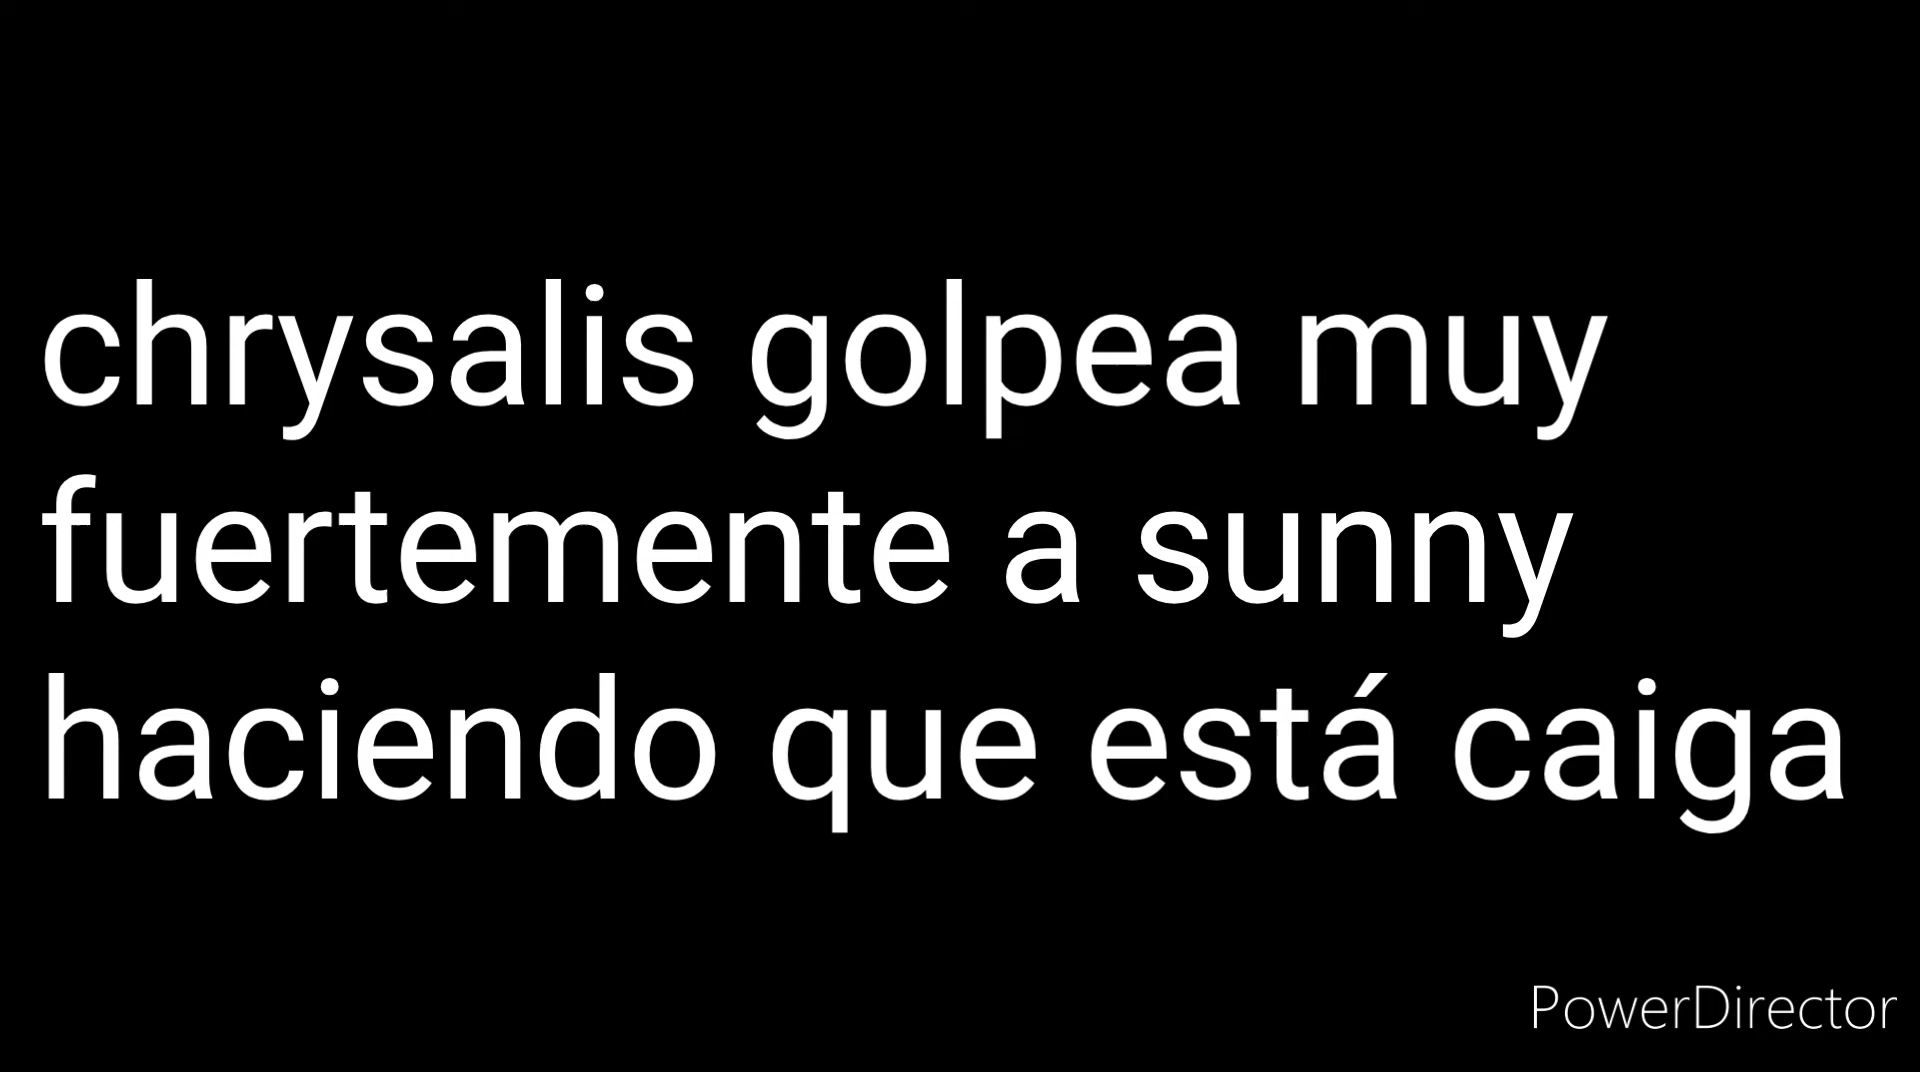 chrysalis golpea muy
fuertemente a sunny
haciendo que está caiga
PowerDirector